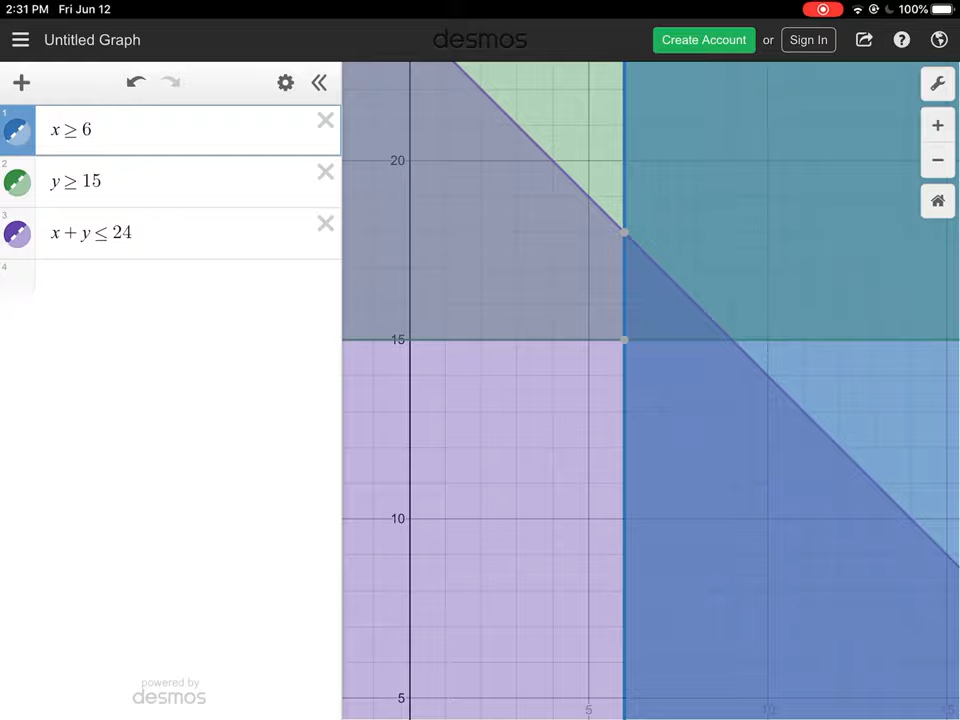 2:31 PM Fri Jun 12 100%
Untitled Graph desmos Create Account or Sign In
1
x ≥ 6
2
y ≥ 15
3
x + y ≤ 24
4
20
15
10
5
5 10 15
powered by
desmos